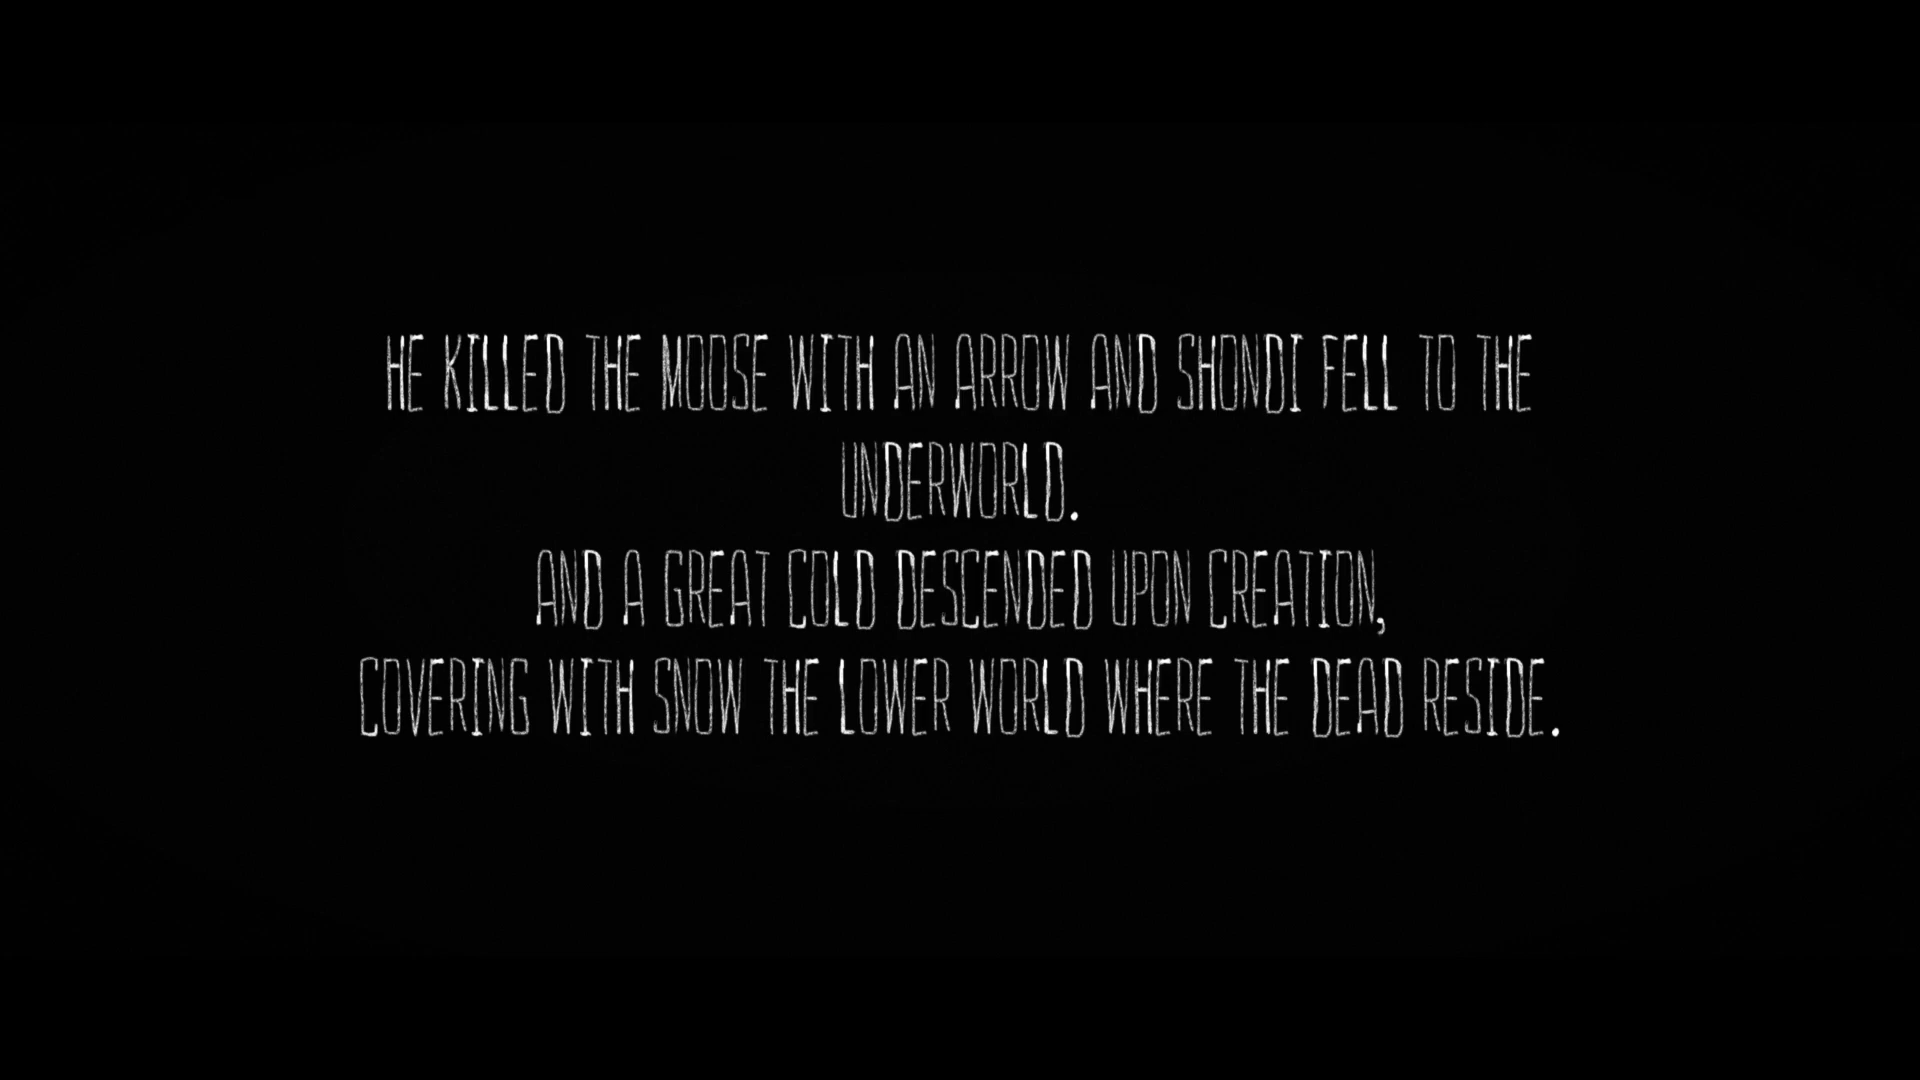 HE KILLED THE MOOSE WITH AN ARROW AND SHONDI FELL TO THE
UNDERWORLD.
AND A GREAT COLD DESCENDED UPON CREATION,
COVERING WITH SNOW THE LOWER WORLD WHERE THE DEAD RESIDE.